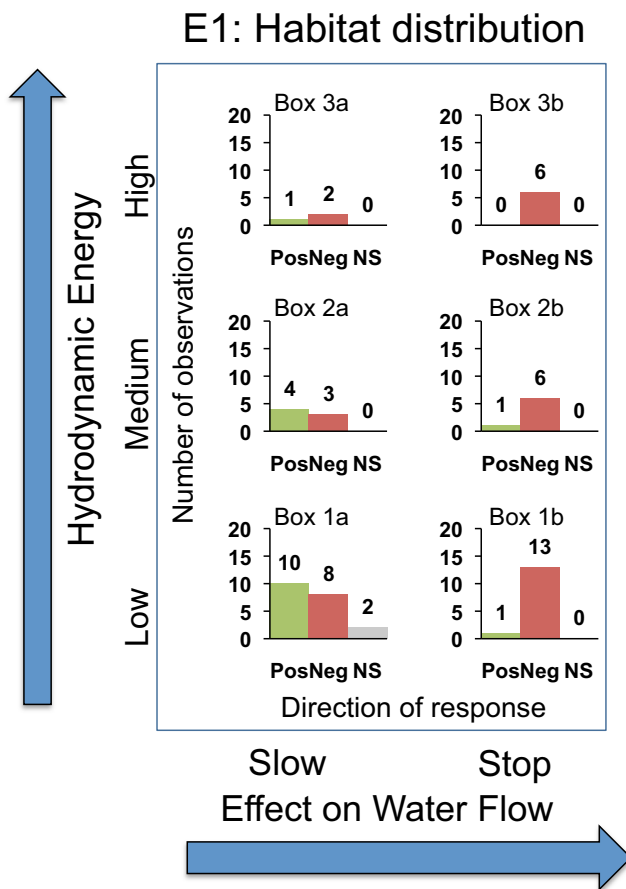 E1: Habitat distribution
Hydrodynamic Energy
High
Medium
Low
Number of observations
Box 3a
20
15
10
5
0
1 2 0
PosNeg NS
Box 3b
20
15
10
5
0
0 6 0
PosNeg NS
Box 2a
20
15
10
5
0
4 3 0
PosNeg NS
Box 2b
20
15
10
5
0
1 6 0
PosNeg NS
Box 1a
20
15
10
5
0
10 8 2
PosNeg NS
Box 1b
20
15
10
5
0
1 13 0
PosNeg NS
Direction of response
Slow Stop
Effect on Water Flow